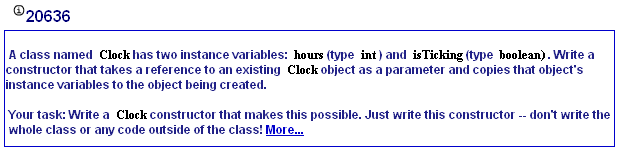 20636
A class named Clock has two instance variables: hours (type int ) and isTicking (type boolean) . Write a
constructor that takes a reference to an existing Clock object as a parameter and copies that object's
instance variables to the object being created.
Your task: Write a Clock constructor that makes this possible. Just write this constructor -- don't write the
whole class or any code outside of the class! More...